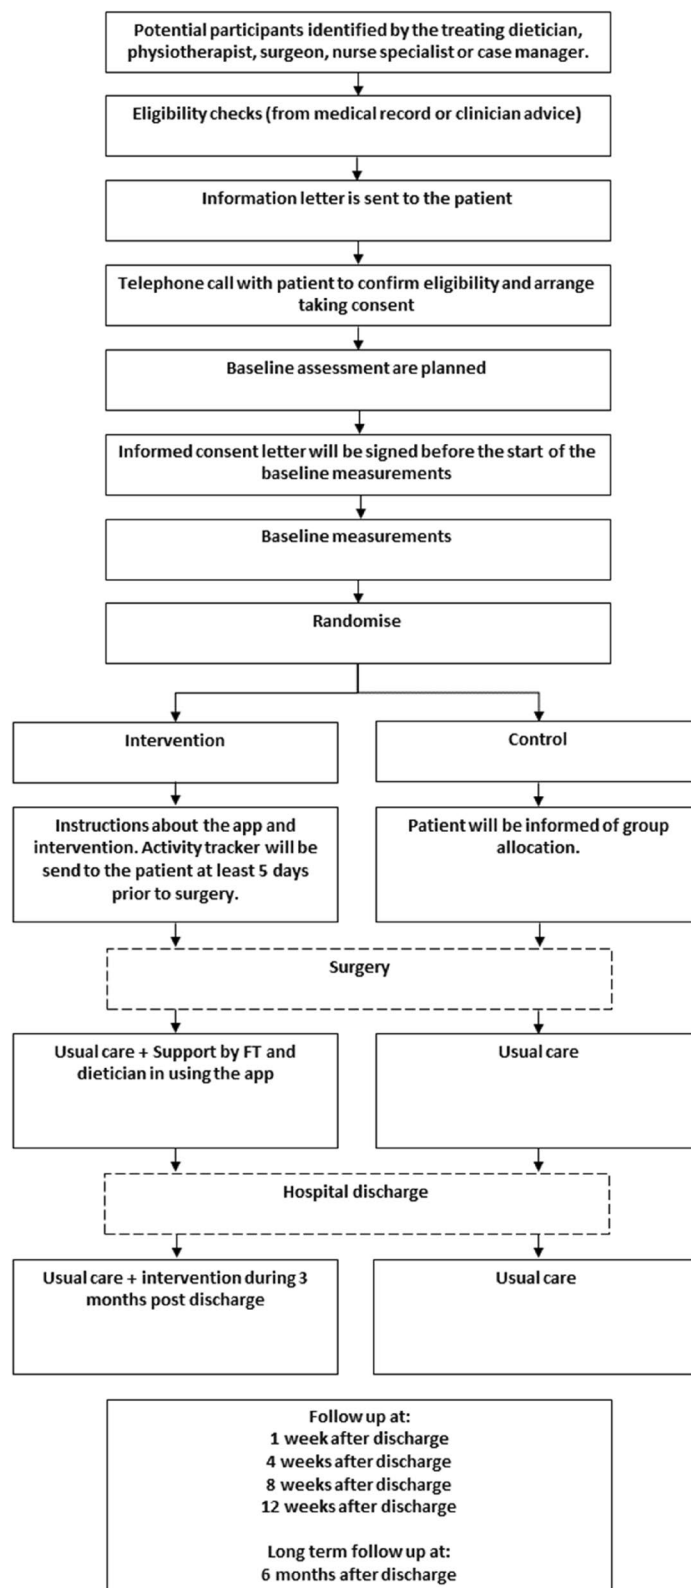 Potential participants identified by the treating dietician,
physiotherapist, surgeon, nurse specialist or case manager.
Eligibility checks (from medical record or clinician advice)
Information letter is sent to the patient
Telephone call with patient to confirm eligibility and arrange
taking consent
Baseline assessment are planned
Informed consent letter will be signed before the start of the
baseline measurements
Baseline measurements
Randomise
Intervention
Control
Instructions about the app and
intervention. Activity tracker will be
send to the patient at least 5 days
prior to surgery.
Patient will be informed of group
allocation.
Surgery
Usual care + Support by FT and
dietician in using the app
Usual care
Hospital discharge
Usual care + intervention during 3
months post discharge
Usual care
Follow up at:
1 week after discharge
4 weeks after discharge
8 weeks after discharge
12 weeks after discharge
Long term follow up at:
6 months after discharge